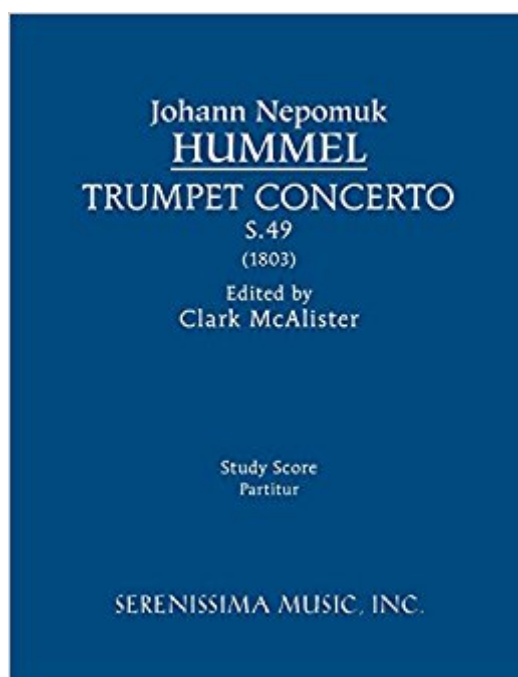 Johann Nepomuk
HUMMEL
TRUMPET CONCERTO
S.49
(1803)
Edited by
Clark McAlister
Study Score
Partitur
SERENISSIMA MUSIC, INC.